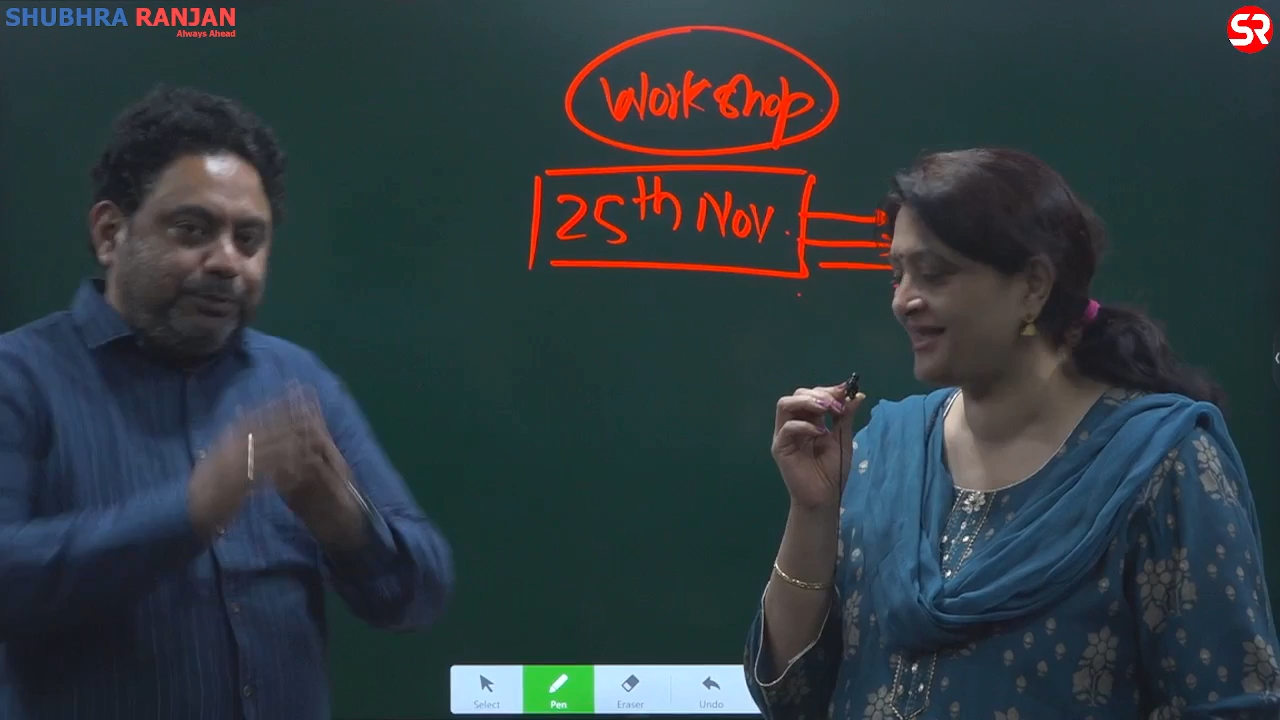 SHUBHRA RANJAN
Always Ahead
SR
Workshop
25th Nov.
Select
Pen
Eraser
Undo